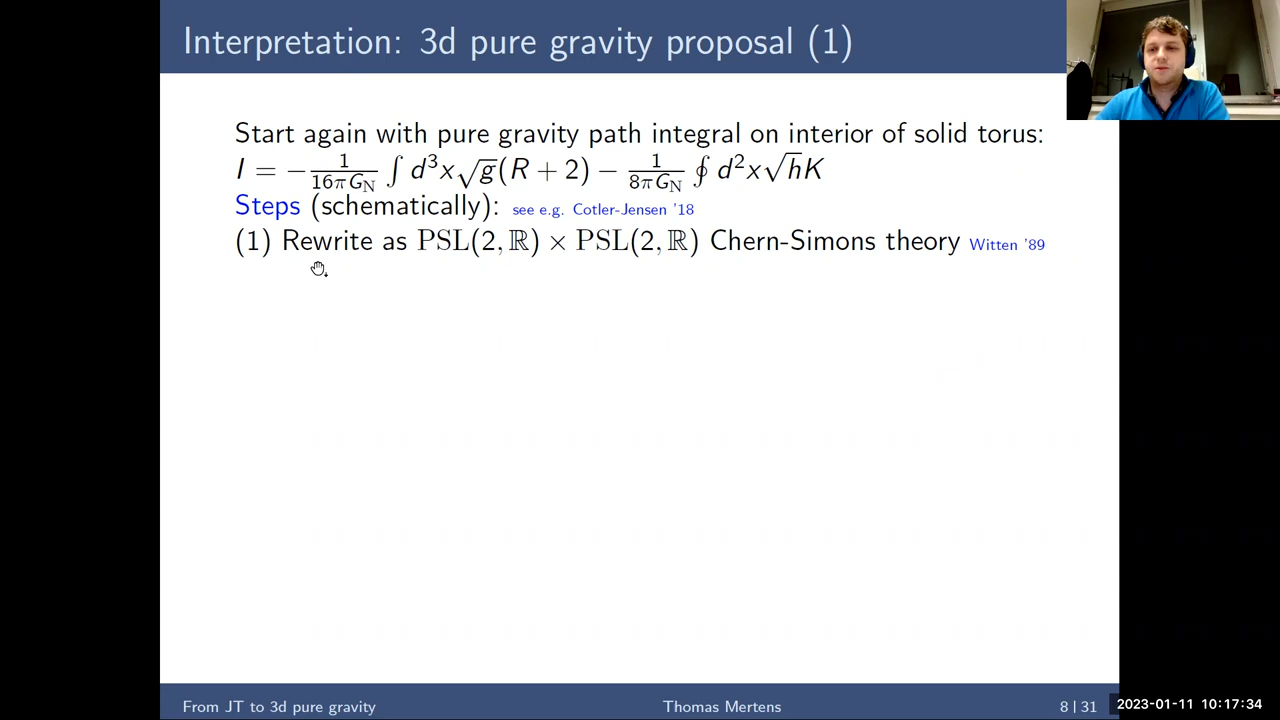 Interpretation: 3d pure gravity proposal (1)
Start again with pure gravity path integral on interior of solid torus:
I = −\frac{1}{16πG_N} ∫ d³x√g(R + 2) − \frac{1}{8πG_N} ∮ d²x√hK
Steps (schematically): see e.g. Cotler-Jensen '18
(1) Rewrite as PSL(2, ℝ) × PSL(2, ℝ) Chern-Simons theory Witten '89
From JT to 3d pure gravity Thomas Mertens 8 | 31
2023-01-11 10:17:34